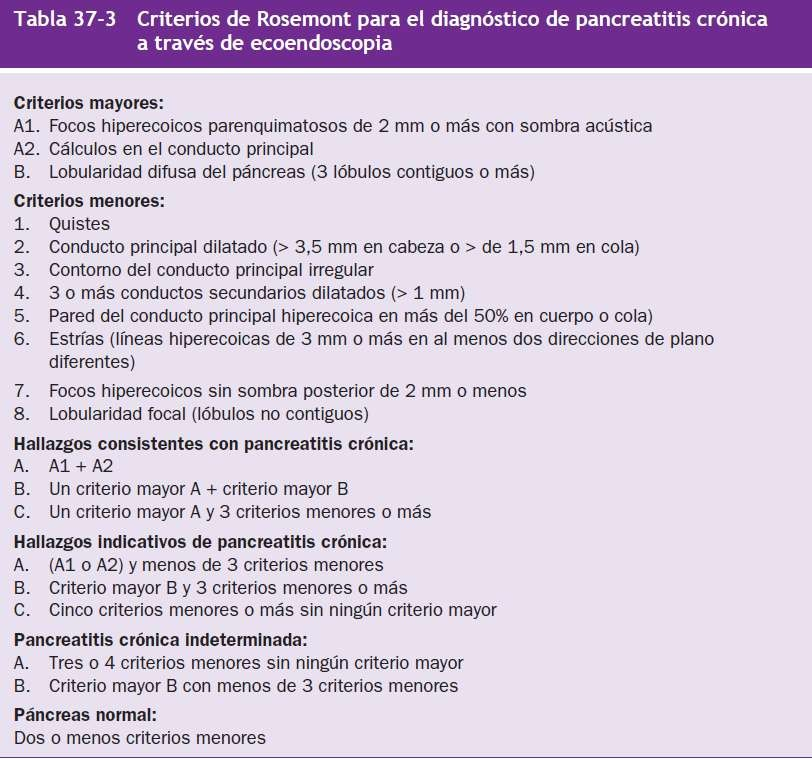 Tabla 37-3 Criterios de Rosemont para el diagnóstico de pancreatitis crónica
a través de ecoendoscopia
Criterios mayores:
A1. Focos hiperecoicos parenquimatosos de 2 mm o más con sombra acústica
A2. Cálculos en el conducto principal
B. Lobularidad difusa del páncreas (3 lóbulos contiguos o más)
Criterios menores:
1. Quistes
2. Conducto principal dilatado (> 3,5 mm en cabeza o > de 1,5 mm en cola)
3. Contorno del conducto principal irregular
4. 3 o más conductos secundarios dilatados (> 1 mm)
5. Pared del conducto principal hiperecoica en más del 50% en cuerpo o cola)
6. Estrías (líneas hiperecoicas de 3 mm o más en al menos dos direcciones de plano
diferentes)
7. Focos hiperecoicos sin sombra posterior de 2 mm o menos
8. Lobularidad focal (lóbulos no contiguos)
Hallazgos consistentes con pancreatitis crónica:
A. A1 + A2
B. Un criterio mayor A + criterio mayor B
C. Un criterio mayor A y 3 criterios menores o más
Hallazgos indicativos de pancreatitis crónica:
A. (A1 o A2) y menos de 3 criterios menores
B. Criterio mayor B y 3 criterios menores o más
C. Cinco criterios menores o más sin ningún criterio mayor
Pancreatitis crónica indeterminada:
A. Tres o 4 criterios menores sin ningún criterio mayor
B. Criterio mayor B con menos de 3 criterios menores
Páncreas normal:
Dos o menos criterios menores